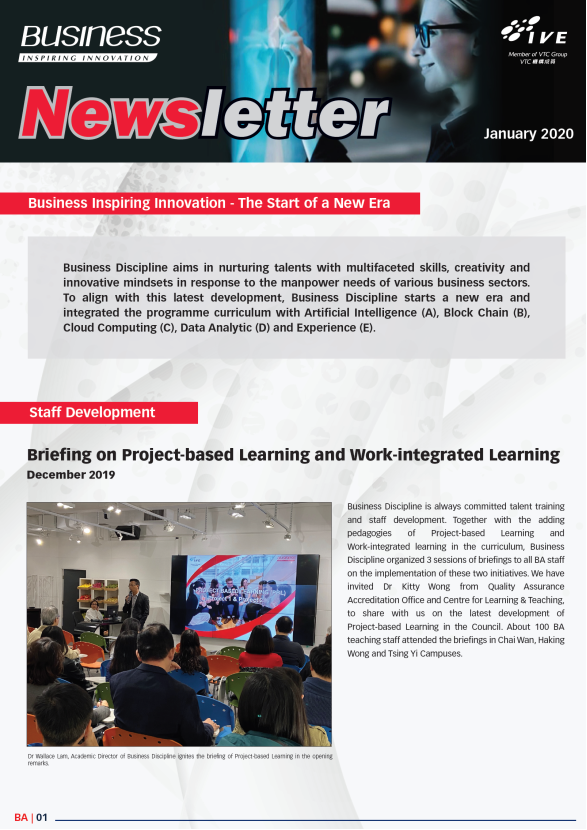 BUSINESS
INSPIRING INNOVATION
IVE
Member of VTC Group
VTC 機構成員
Newsletter
January 2020
Business Inspiring Innovation - The Start of a New Era
Business Discipline aims in nurturing talents with multifaceted skills, creativity and
innovative mindsets in response to the manpower needs of various business sectors.
To align with this latest development, Business Discipline starts a new era and
integrated the programme curriculum with Artificial Intelligence (A), Block Chain (B),
Cloud Computing (C), Data Analytic (D) and Experience (E).
Staff Development
Briefing on Project-based Learning and Work-integrated Learning
December 2019
Business Discipline is always committed talent training
and staff development. Together with the adding
pedagogies of Project-based Learning and
Work-integrated learning in the curriculum, Business
Discipline organized 3 sessions of briefings to all BA staff
on the implementation of these two initiatives. We have
invited Dr Kitty Wong from Quality Assurance
Accreditation Office and Centre for Learning & Teaching,
to share with us on the latest development of
Project-based Learning in the Council. About 100 BA
teaching staff attended the briefings in Chai Wan, Haking
Wong and Tsing Yi Campuses.
PROJECT BASED LEARNING (PBL)
Project I & Project
Dr Wallace Lam, Academic Director of Business Discipline ignites the briefing of Project-based Learning in the opening
remarks.
BA | 01